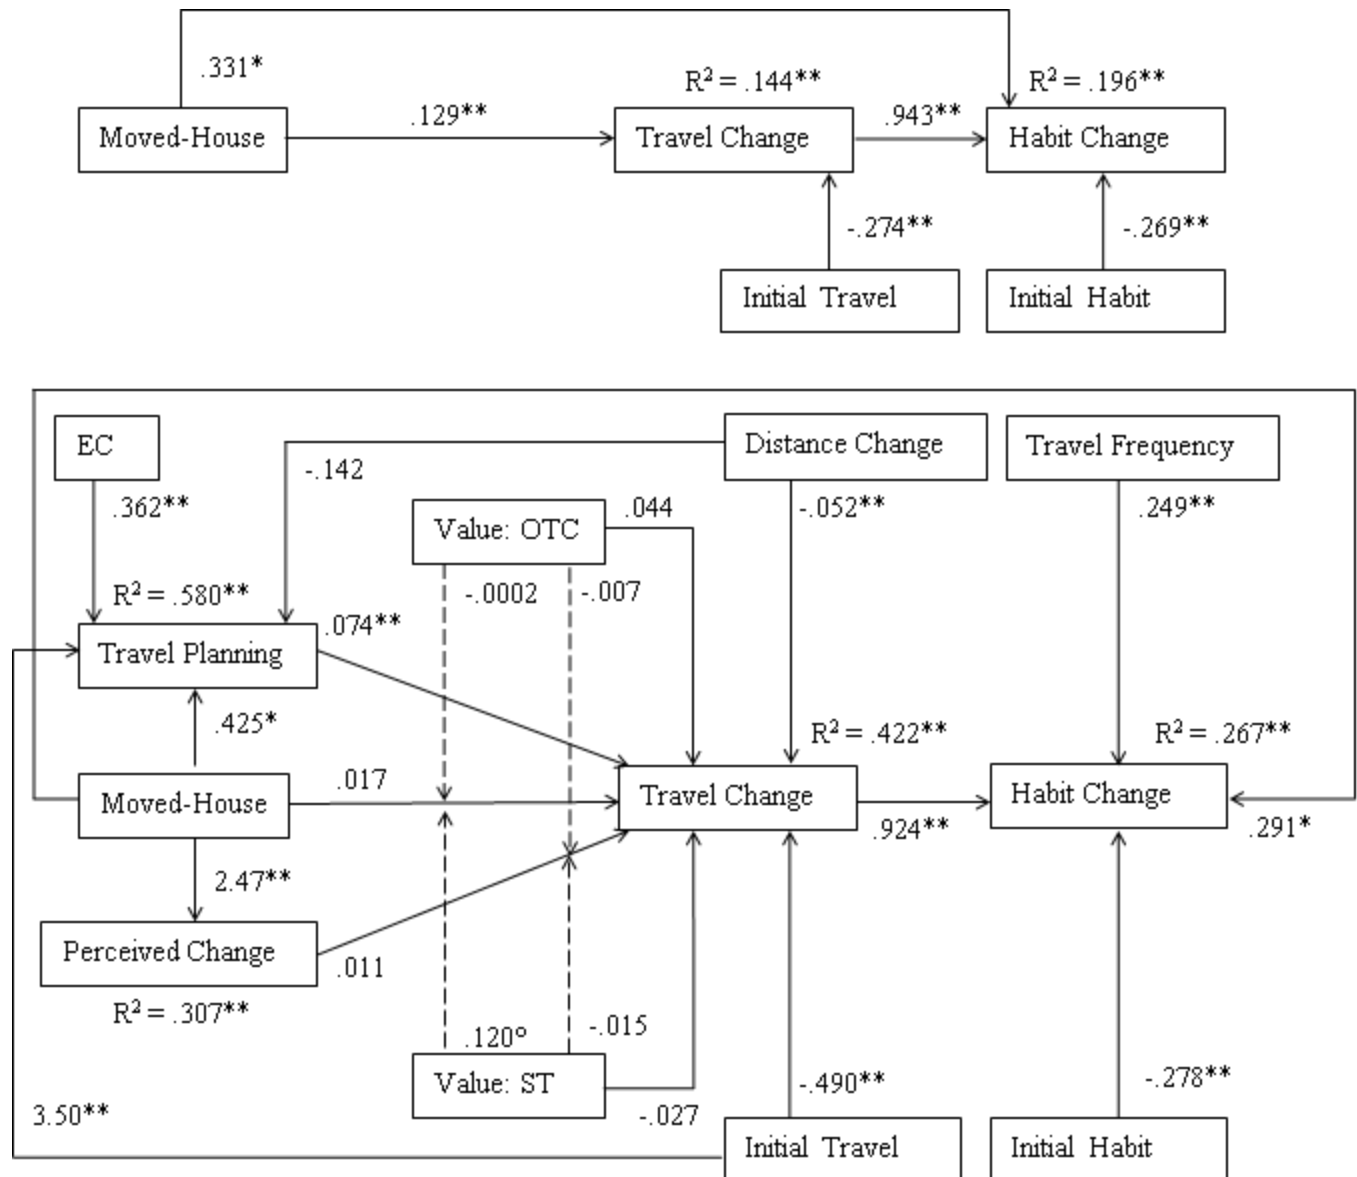 .331*
R² = .144**
R² = .196**
Moved-House
.129**
Travel Change
.943**
Habit Change
-.274**
-.269**
Initial Travel
Initial Habit
EC
Distance Change
Travel Frequency
-.142
.362**
Value: OTC
.044
-.052**
.249**
R² = .580**
-.0002
-.007
.074**
Travel Planning
.425*
R² = .422**
R² = .267**
Moved-House
.017
Travel Change
Habit Change
.924**
.291*
2.47**
Perceived Change
.011
R² = .307**
.120°
-.015
Value: ST
-.490**
-.278**
3.50**
-.027
Initial Travel
Initial Habit